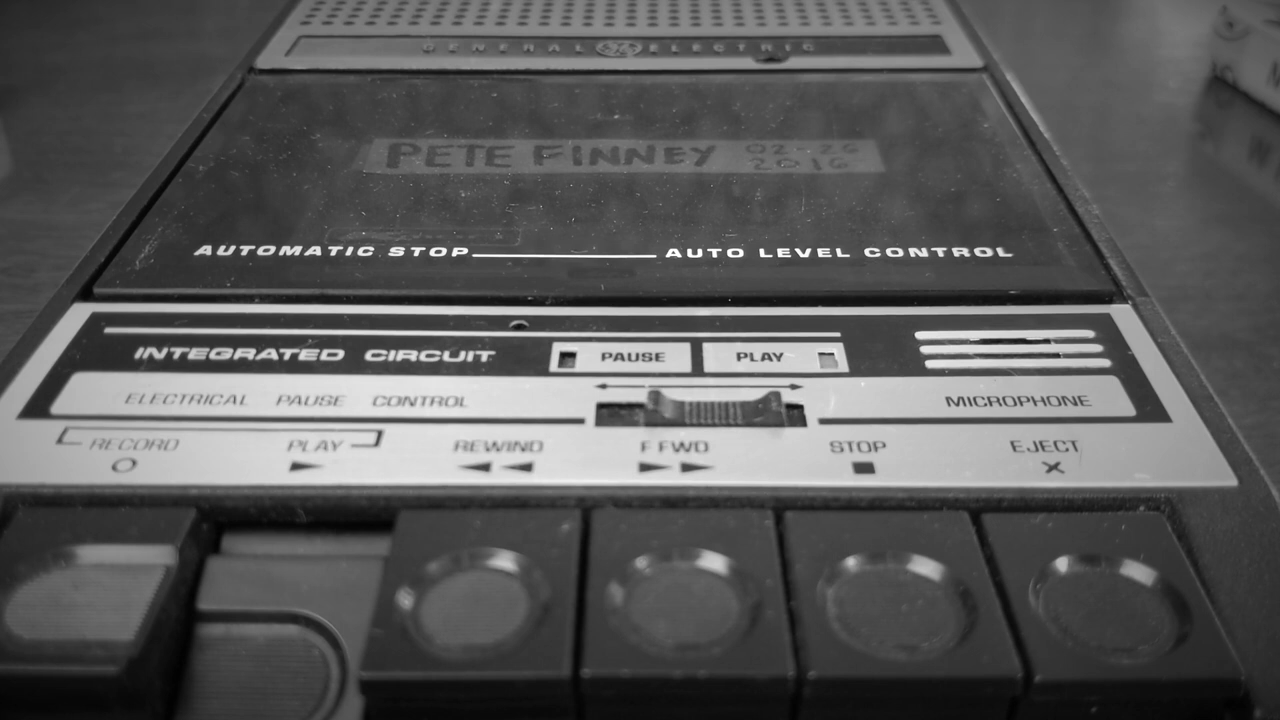 GENERAL GE ELECTRIC
PETE FINNEY 02-26
2016
AUTOMATIC STOP AUTO LEVEL CONTROL
INTEGRATED CIRCUIT PAUSE PLAY
ELECTRICAL PAUSE CONTROL MICROPHONE
RECORD PLAY REWIND F FWD STOP EJECT